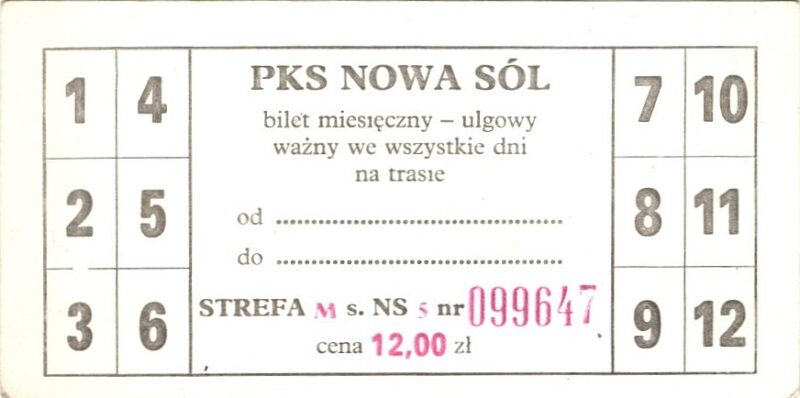 1 4
2 5
3 6
PKS NOWA SÓL
bilet miesięczny – ulgowy
ważny we wszystkie dni
na trasie
od ..........................................
do ..........................................
STREFA M s. NS 5 nr 099647
cena 12,00 zł
7 10
8 11
9 12